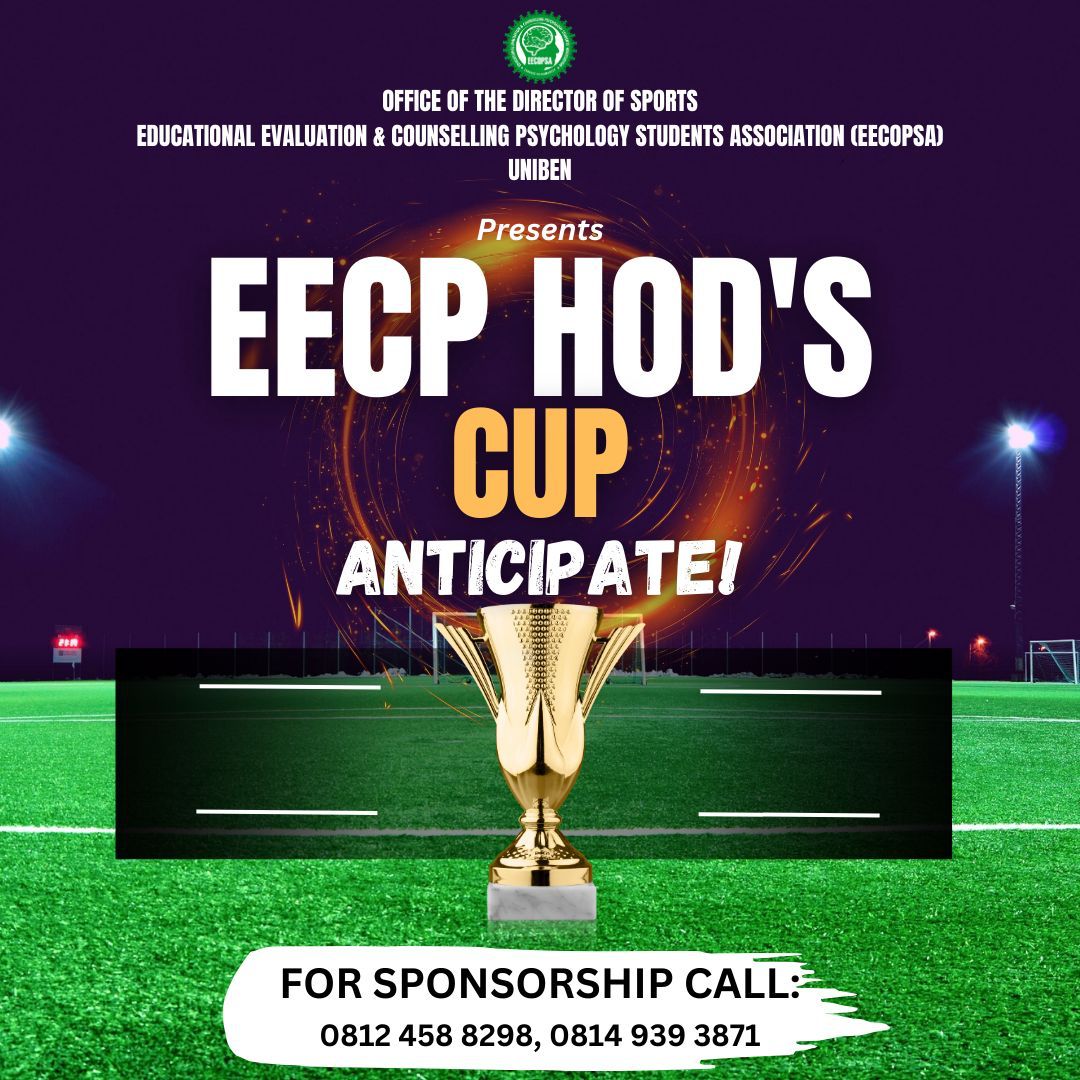 EECOPSA
OFFICE OF THE DIRECTOR OF SPORTS
EDUCATIONAL EVALUATION & COUNSELLING PSYCHOLOGY STUDENTS ASSOCIATION (EECOPSA)
UNIBEN
Presents
EECP HOD'S
CUP
ANTICIPATE!
FOR SPONSORSHIP CALL:
0812 458 8298, 0814 939 3871